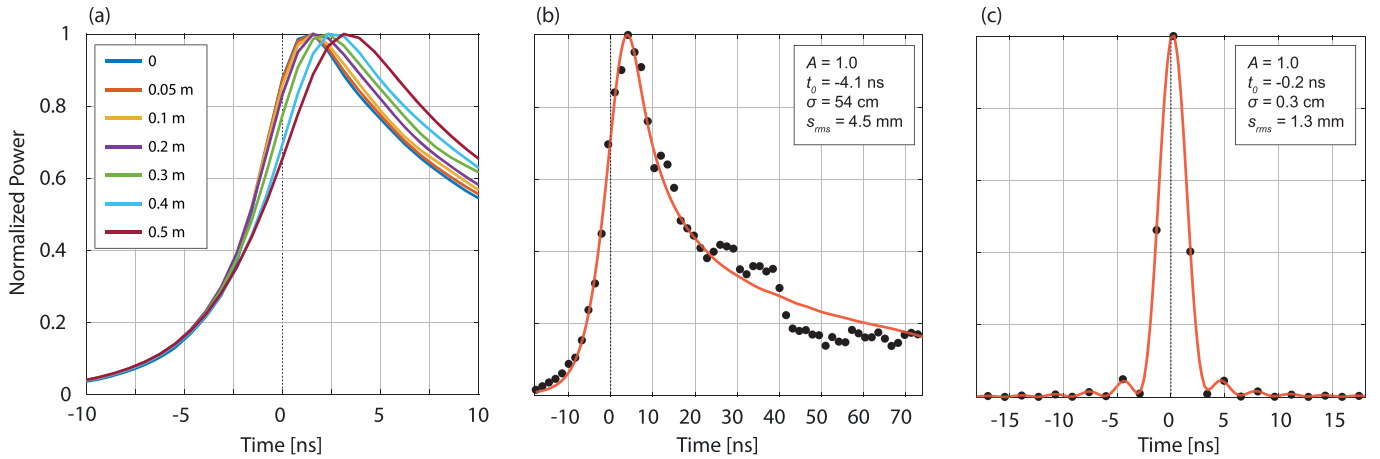 (a)
(b)
(c)
Normalized Power
1
0.8
0.6
0.4
0.2
0
0
0.05 m
0.1 m
0.2 m
0.3 m
0.4 m
0.5 m
-10
-5
0
5
10
Time [ns]
A = 1.0
t0 = -4.1 ns
σ = 54 cm
srms = 4.5 mm
-10
0
10
20
30
40
50
60
70
Time [ns]
A = 1.0
t0 = -0.2 ns
σ = 0.3 cm
srms = 1.3 mm
-15
-10
-5
0
5
10
15
Time [ns]